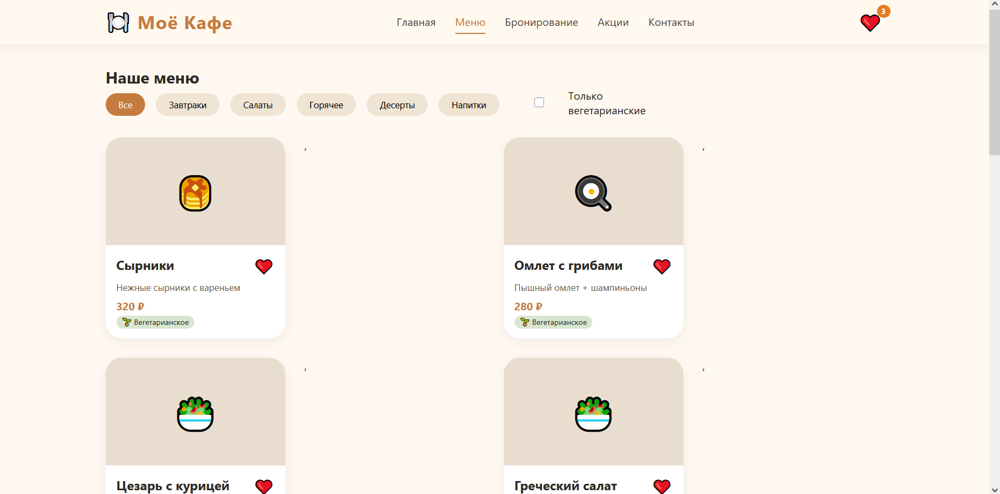 Моё Кафе
Главная Меню Бронирование Акции Контакты
3
Наше меню
Все Завтраки Салаты Горячее Десерты Напитки
Только
вегетарианские
, ,
Сырники
Нежные сырники с вареньем
320 ₽
Вегетарианское
Омлет с грибами
Пышный омлет + шампиньоны
280 ₽
Вегетарианское
, ,
Цезарь с курицей
Греческий салат